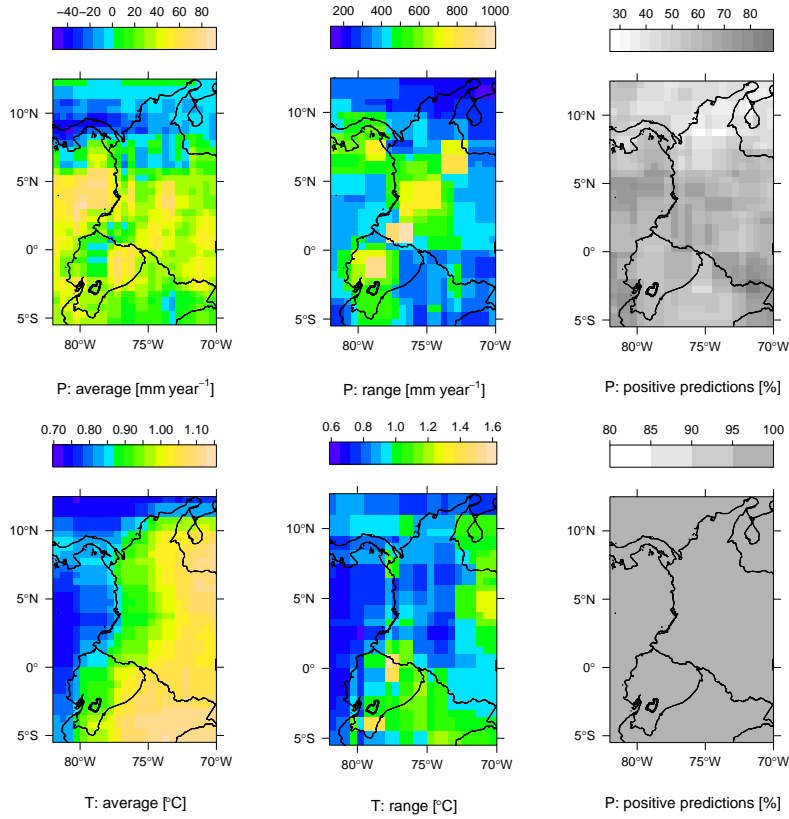 −40 −20 0 20 40 60 80
200 400 600 800 1000
30 40 50 60 70 80
10°N
5°N
0°
5°S
80°W 75°W 70°W
10°N
5°N
0°
5°S
80°W 75°W 70°W
10°N
5°N
0°
5°S
80°W 75°W 70°W
P: average [mm year−1]
P: range [mm year−1]
P: positive predictions [%]
0.70 0.80 0.90 1.00 1.10
0.6 0.8 1.0 1.2 1.4 1.6
80 85 90 95 100
10°N
5°N
0°
5°S
80°W 75°W 70°W
10°N
5°N
0°
5°S
80°W 75°W 70°W
10°N
5°N
0°
5°S
80°W 75°W 70°W
T: average [°C]
T: range [°C]
P: positive predictions [%]